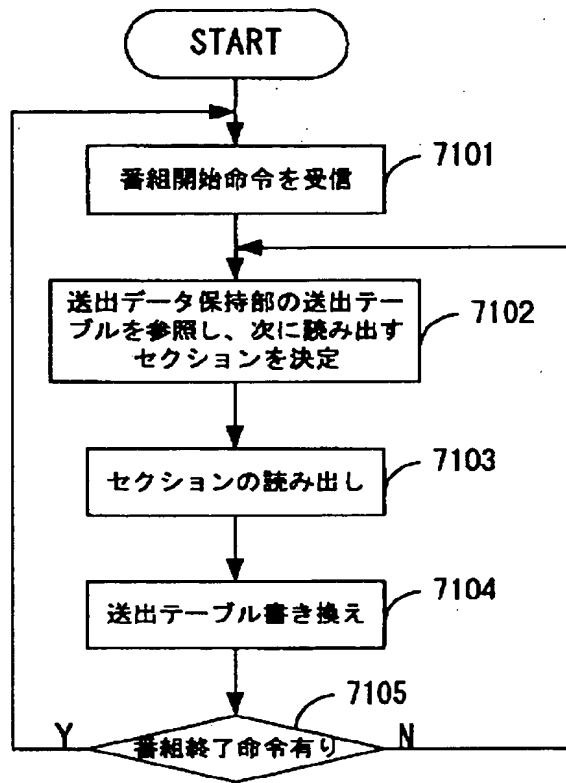 START
番組開始命令を受信
7101
送出データ保持部の送出テー
ブルを参照し、次に読み出す
セクションを決定
7102
セクションの読み出し
7103
送出テーブル書き換え
7104
7105
Y
番組終了命令有り
N